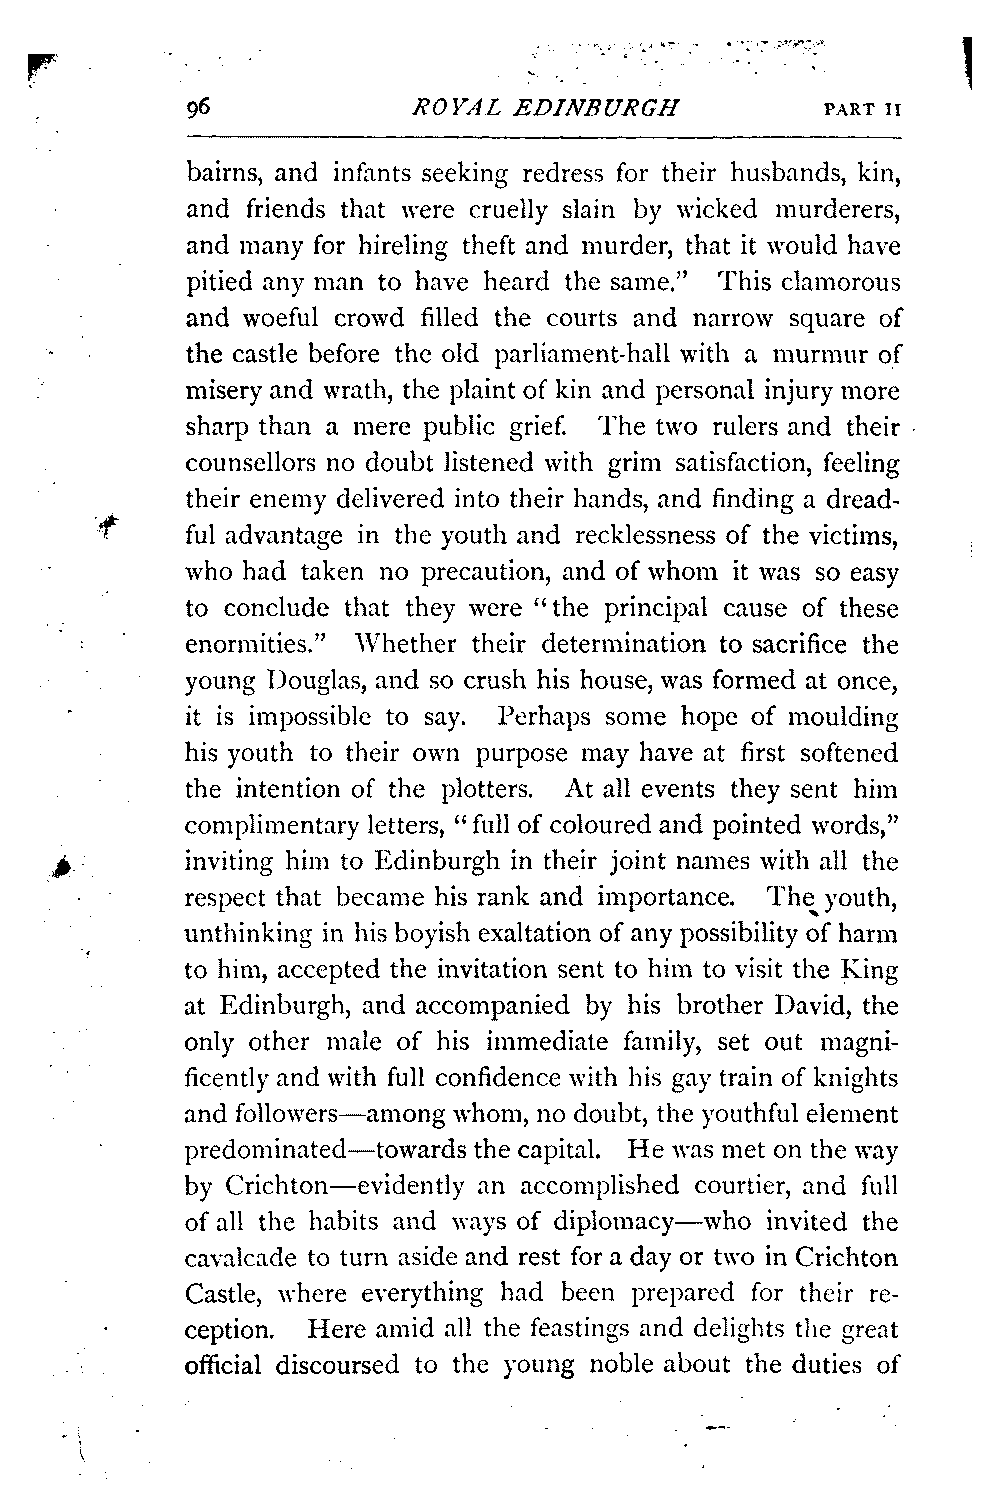 96 ROYAL EDINBURGH PART II
bairns, and infants seeking redress for their husbands, kin,
and friends that were cruelly slain by wicked murderers,
and many for hireling theft and murder, that it would have
pitied any man to have heard the same.” This clamorous
and woeful crowd filled the courts and narrow square of
the castle before the old parliament-hall with a murmur of
misery and wrath, the plaint of kin and personal injury more
sharp than a mere public grief. The two rulers and their
counsellors no doubt listened with grim satisfaction, feeling
their enemy delivered into their hands, and finding a dread-
ful advantage in the youth and recklessness of the victims,
who had taken no precaution, and of whom it was so easy
to conclude that they were “the principal cause of these
enormities.” Whether their determination to sacrifice the
young Douglas, and so crush his house, was formed at once,
it is impossible to say. Perhaps some hope of moulding
his youth to their own purpose may have at first softened
the intention of the plotters. At all events they sent him
complimentary letters, “full of coloured and pointed words,”
inviting him to Edinburgh in their joint names with all the
respect that became his rank and importance. The youth,
unthinking in his boyish exaltation of any possibility of harm
to him, accepted the invitation sent to him to visit the King
at Edinburgh, and accompanied by his brother David, the
only other male of his immediate family, set out magni-
ficently and with full confidence with his gay train of knights
and followers—among whom, no doubt, the youthful element
predominated—towards the capital. He was met on the way
by Crichton—evidently an accomplished courtier, and full
of all the habits and ways of diplomacy—who invited the
cavalcade to turn aside and rest for a day or two in Crichton
Castle, where everything had been prepared for their re-
ception. Here amid all the feastings and delights the great
official discoursed to the young noble about the duties of